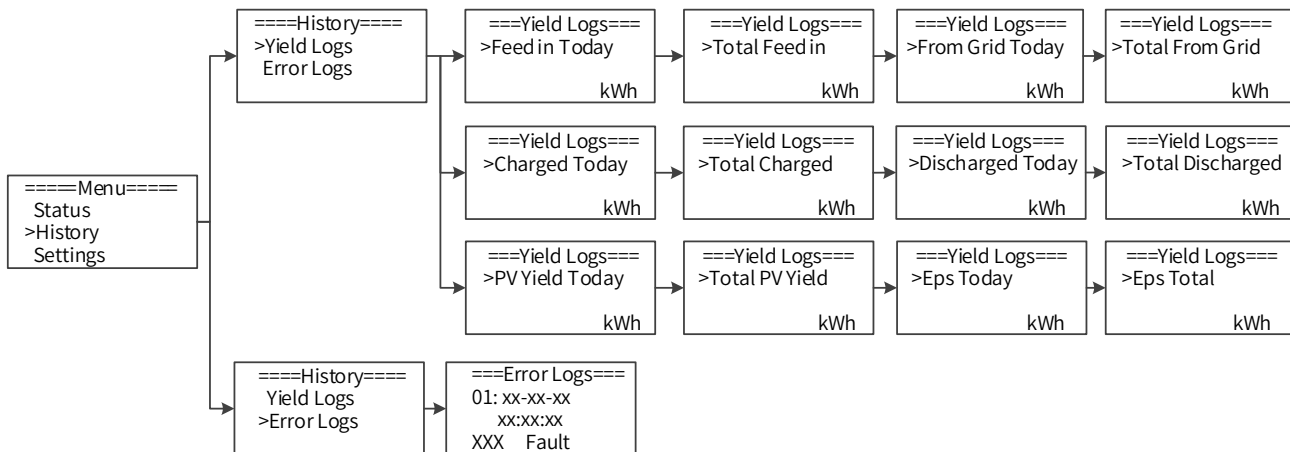 ====History====
>Yield Logs
Error Logs
===Yield Logs===
>Feed in Today
kWh
===Yield Logs===
>Total Feed in
kWh
===Yield Logs===
>From Grid Today
kWh
===Yield Logs===
>Total From Grid
kWh
===Yield Logs===
>Charged Today
kWh
===Yield Logs===
>Total Charged
kWh
===Yield Logs===
>Discharged Today
kWh
===Yield Logs===
>Total Discharged
kWh
=====Menu=====
Status
>History
Settings
===Yield Logs===
>PV Yield Today
kWh
===Yield Logs===
>Total PV Yield
kWh
===Yield Logs===
>Eps Today
kWh
===Yield Logs===
>Eps Total
kWh
====History====
Yield Logs
>Error Logs
===Error Logs===
01: xx-xx-xx
xx:xx:xx
XXX Fault